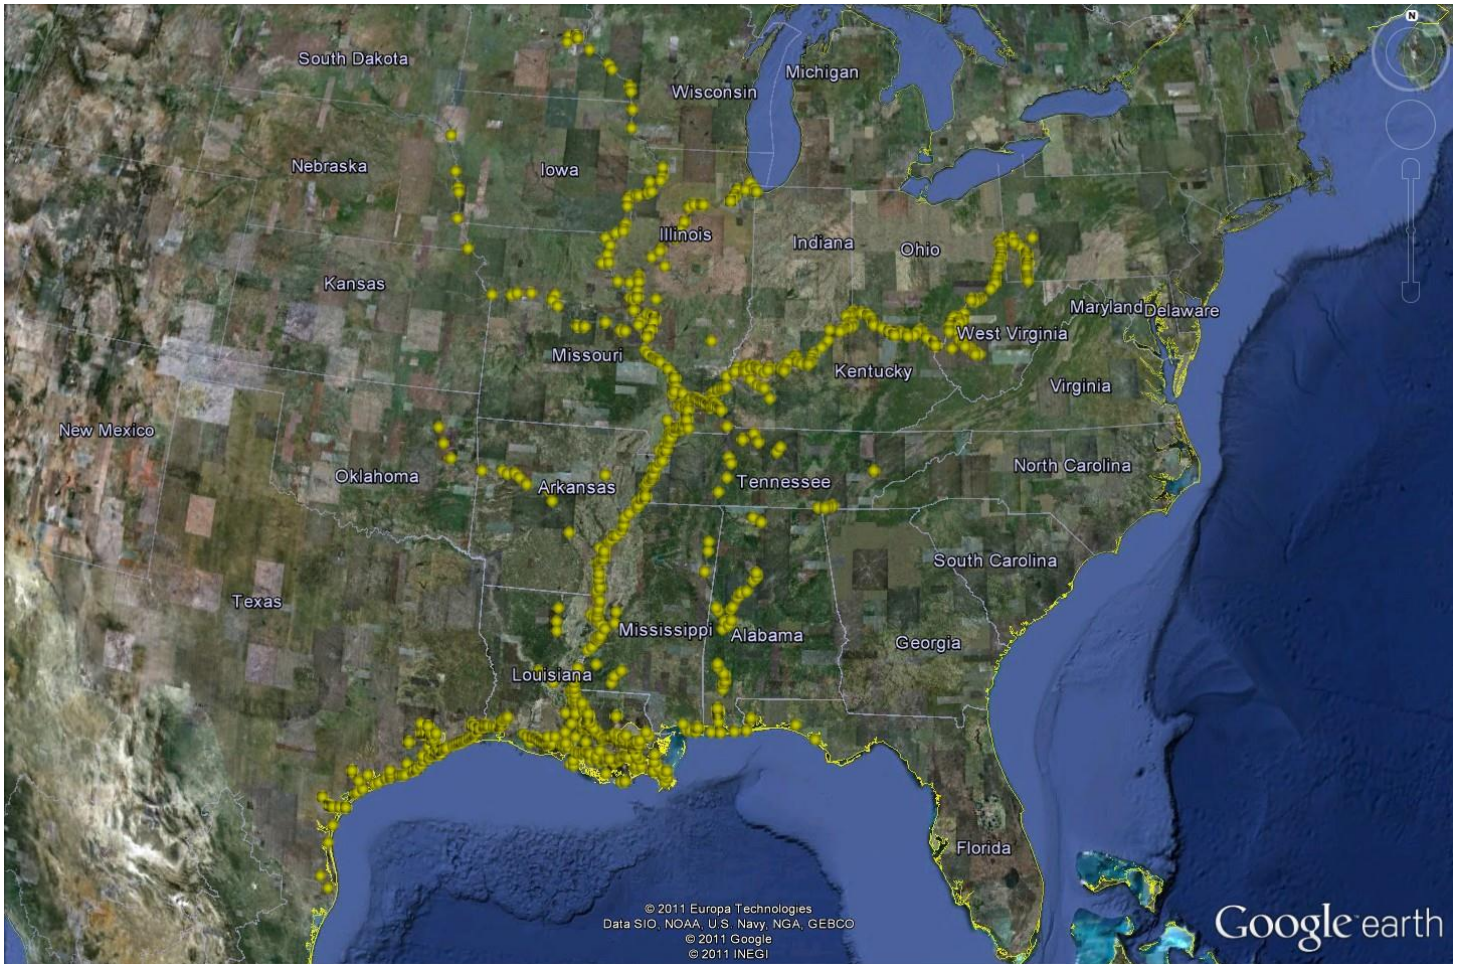 N
South Dakota
Michigan
Wisconsin
Nebraska
Iowa
Illinois
Indiana
Ohio
Kansas
Maryland
Delaware
West Virginia
Missouri
Kentucky
Virginia
New Mexico
Oklahoma
Arkansas
Tennessee
North Carolina
South Carolina
Texas
Mississippi
Alabama
Georgia
Louisiana
Florida
© 2011 Europa Technologies
Data SIO, NOAA, U.S. Navy, NGA, GEBCO
© 2011 Google
© 2011 INEGI
Google earth